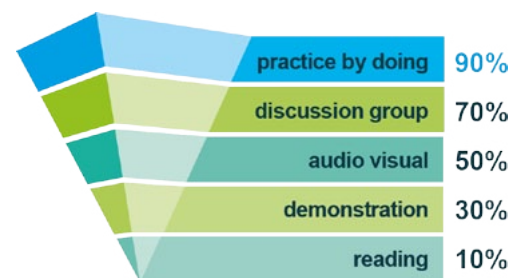 practice by doing 90%
discussion group 70%
audio visual 50%
demonstration 30%
reading 10%